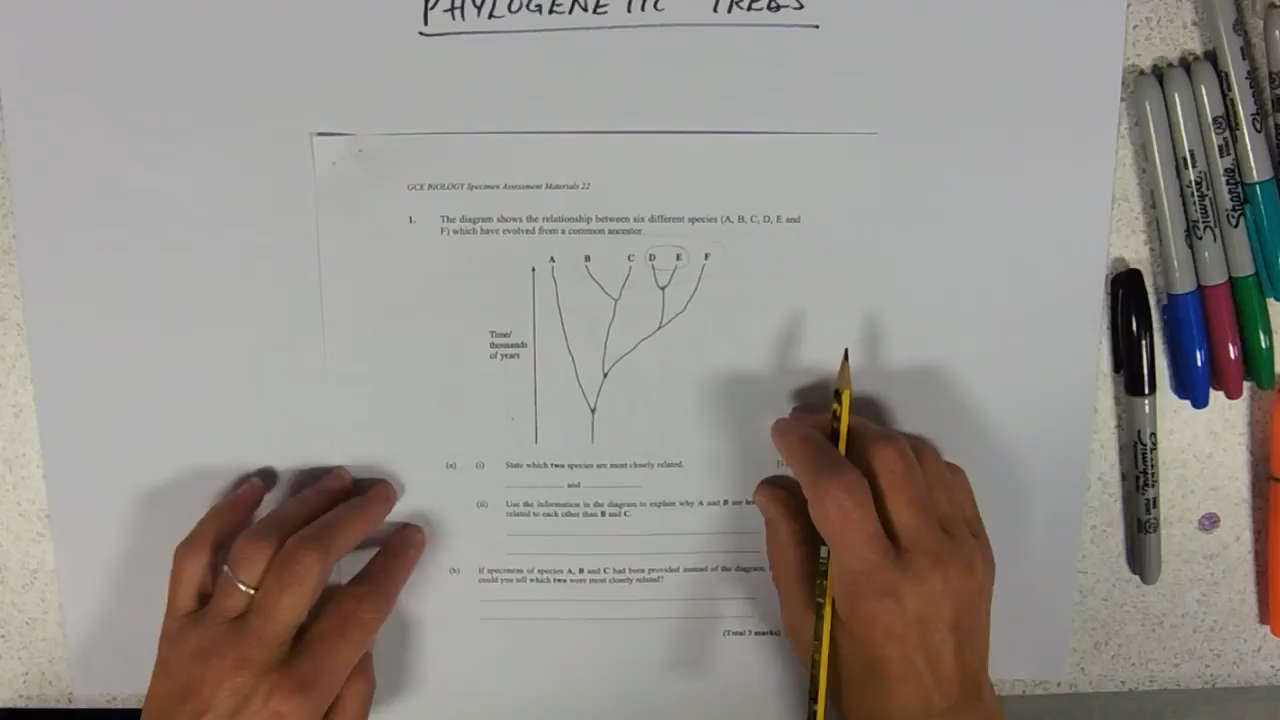 PHYLOGENETIC TREES
GCE BIOLOGY Specimen Assessment Materials 22
1. The diagram shows the relationship between six different species (A, B, C, D, E and
F) which have evolved from a common ancestor.
A B C D E F
Time/
thousands
of years
(a) (i) State which two species are most closely related.
and
(ii) Use the information in the diagram to explain why A and B are
related to each other than B and C.
(b) If specimens of species A, B and C had been provided instead of the diagram,
could you tell which two were most closely related?
(Total 3 marks)
Sharpie
Sharpie
Sharpie
Sharpie